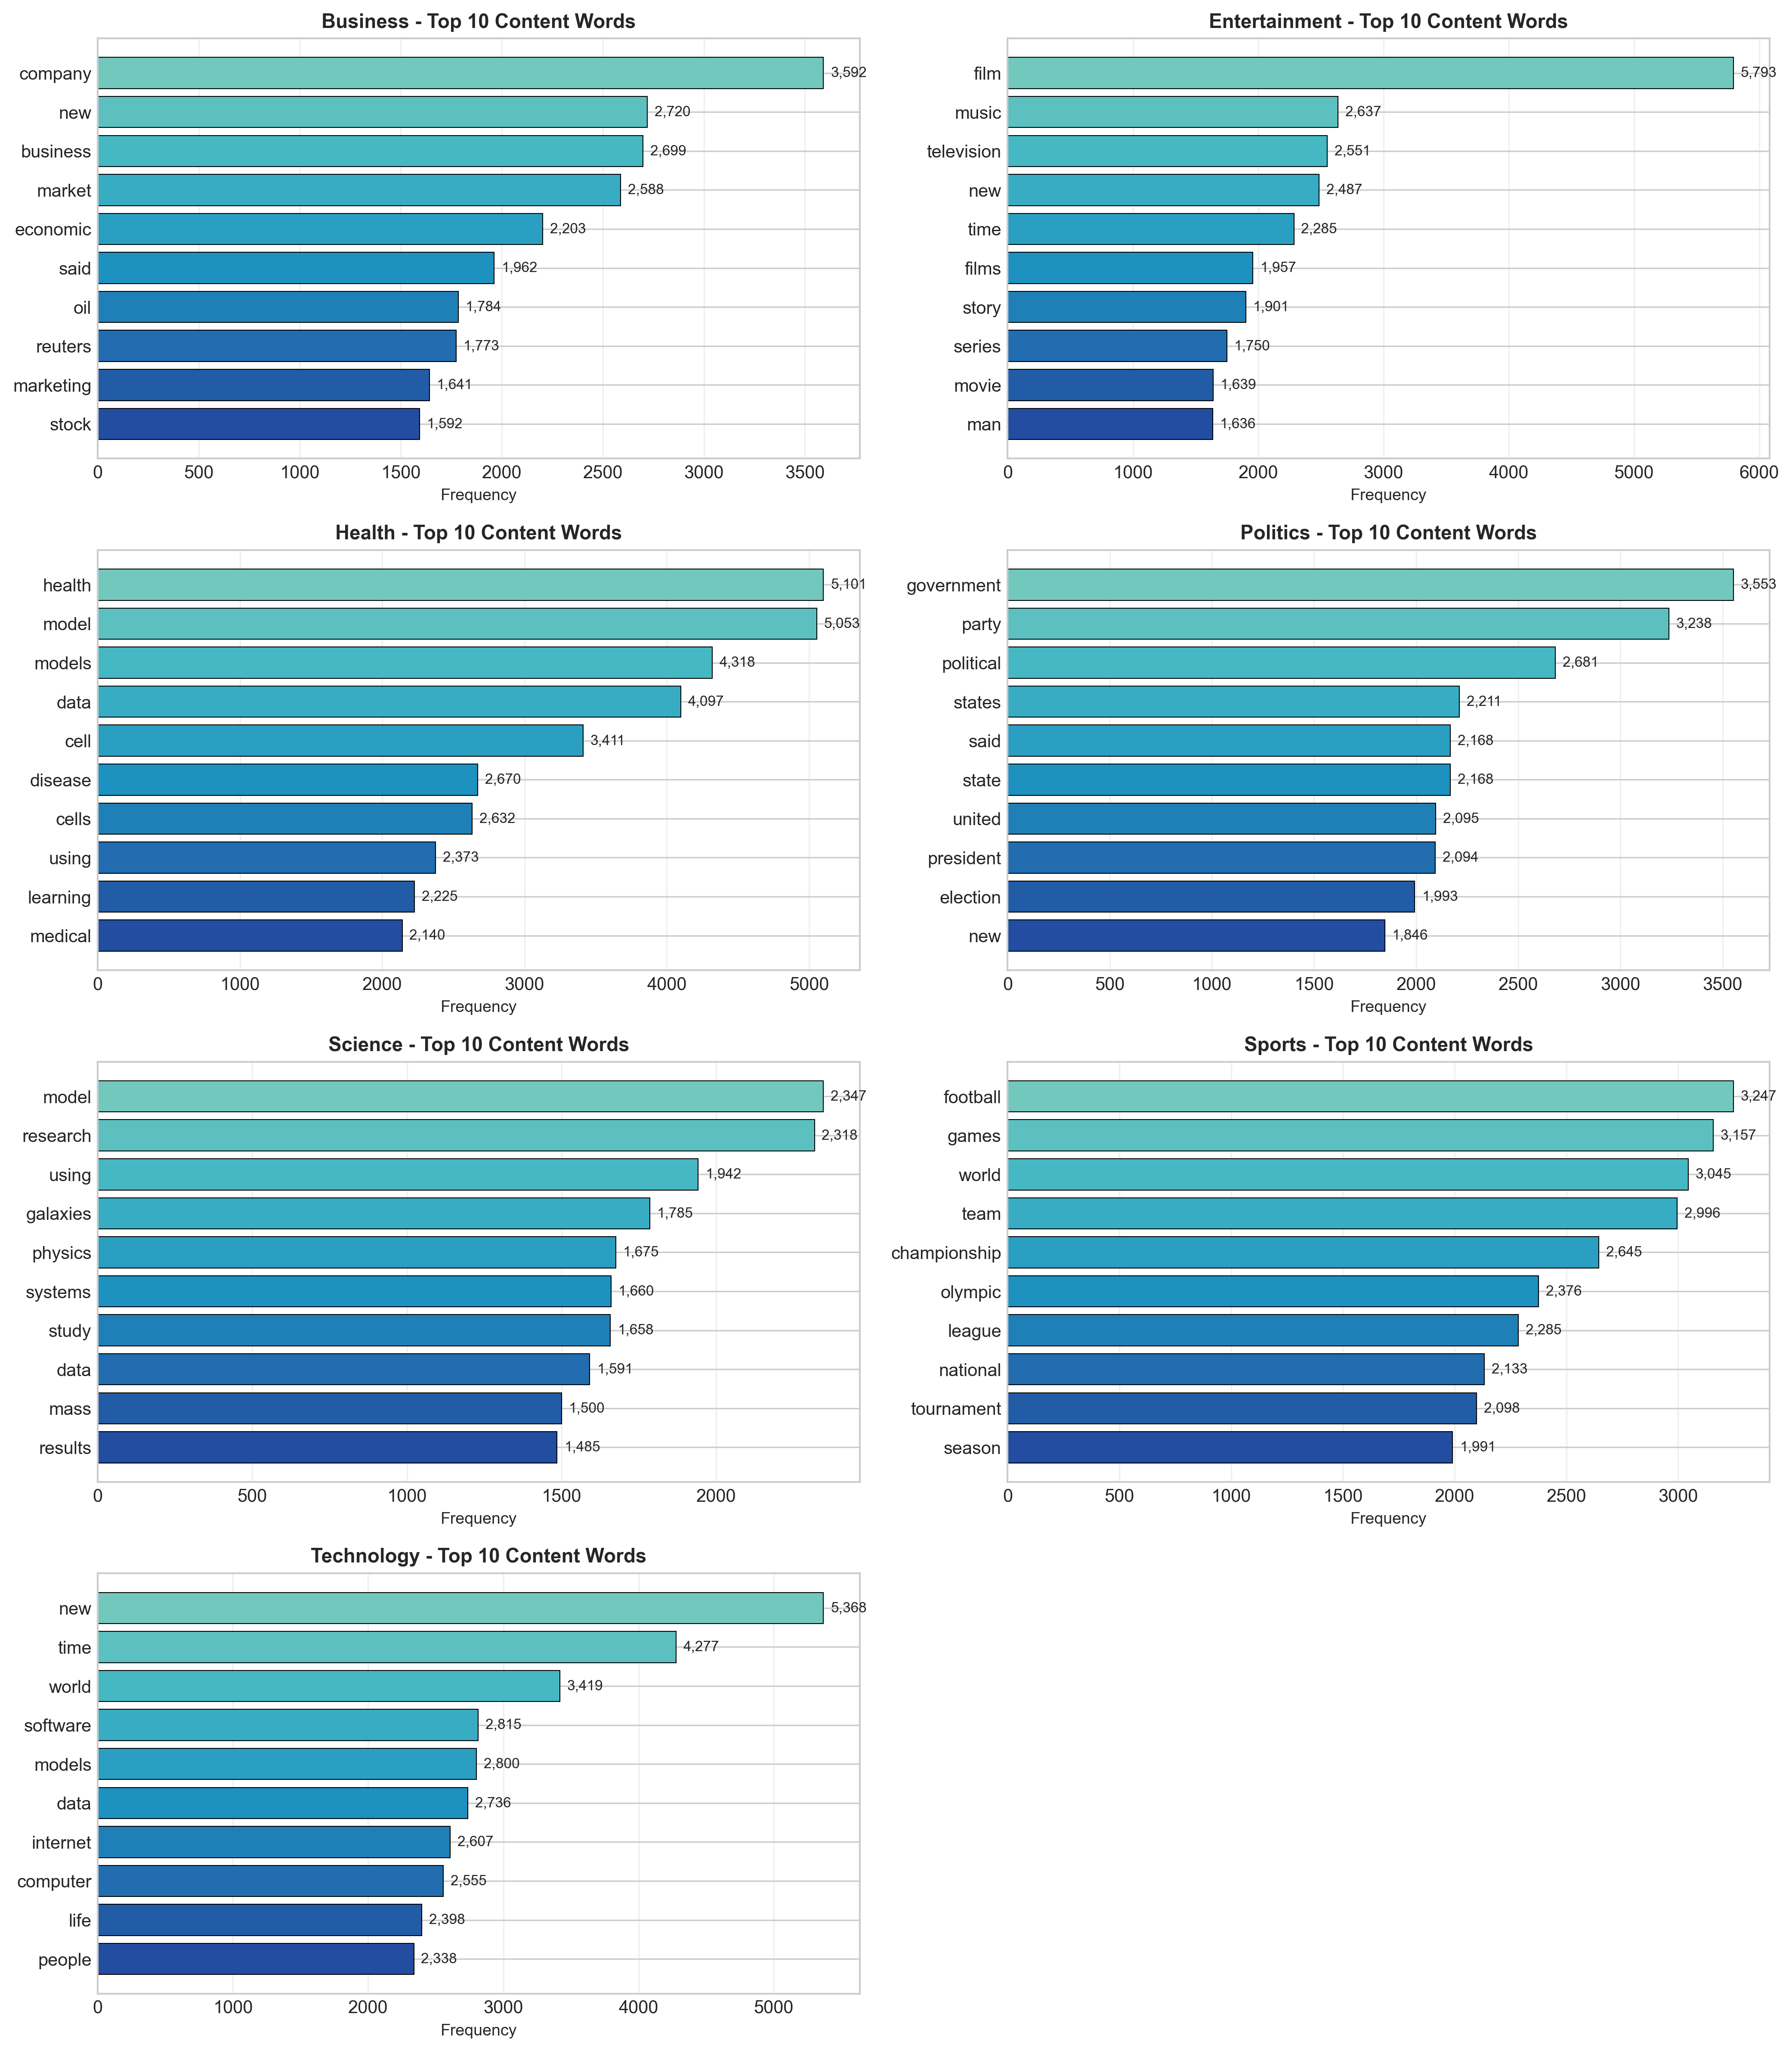 Business - Top 10 Content Words
company 3,592
new 2,720
business 2,699
market 2,588
economic 2,203
said 1,962
oil 1,784
reuters 1,773
marketing 1,641
stock 1,592
0 500 1000 1500 2000 2500 3000 3500
Frequency
Entertainment - Top 10 Content Words
film 5,793
music 2,637
television 2,551
new 2,487
time 2,285
films 1,957
story 1,901
series 1,750
movie 1,639
man 1,636
0 1000 2000 3000 4000 5000 6000
Frequency
Health - Top 10 Content Words
health 5,101
model 5,053
models 4,318
data 4,097
cell 3,411
disease 2,670
cells 2,632
using 2,373
learning 2,225
medical 2,140
0 1000 2000 3000 4000 5000
Frequency
Politics - Top 10 Content Words
government 3,553
party 3,238
political 2,681
states 2,211
said 2,168
state 2,168
united 2,095
president 2,094
election 1,993
new 1,846
0 500 1000 1500 2000 2500 3000 3500
Frequency
Science - Top 10 Content Words
model 2,347
research 2,318
using 1,942
galaxies 1,785
physics 1,675
systems 1,660
study 1,658
data 1,591
mass 1,500
results 1,485
0 500 1000 1500 2000
Frequency
Sports - Top 10 Content Words
football 3,247
games 3,157
world 3,045
team 2,996
championship 2,645
olympic 2,376
league 2,285
national 2,133
tournament 2,098
season 1,991
0 500 1000 1500 2000 2500 3000
Frequency
Technology - Top 10 Content Words
new 5,368
time 4,277
world 3,419
software 2,815
models 2,800
data 2,736
internet 2,607
computer 2,555
life 2,398
people 2,338
0 1000 2000 3000 4000 5000
Frequency